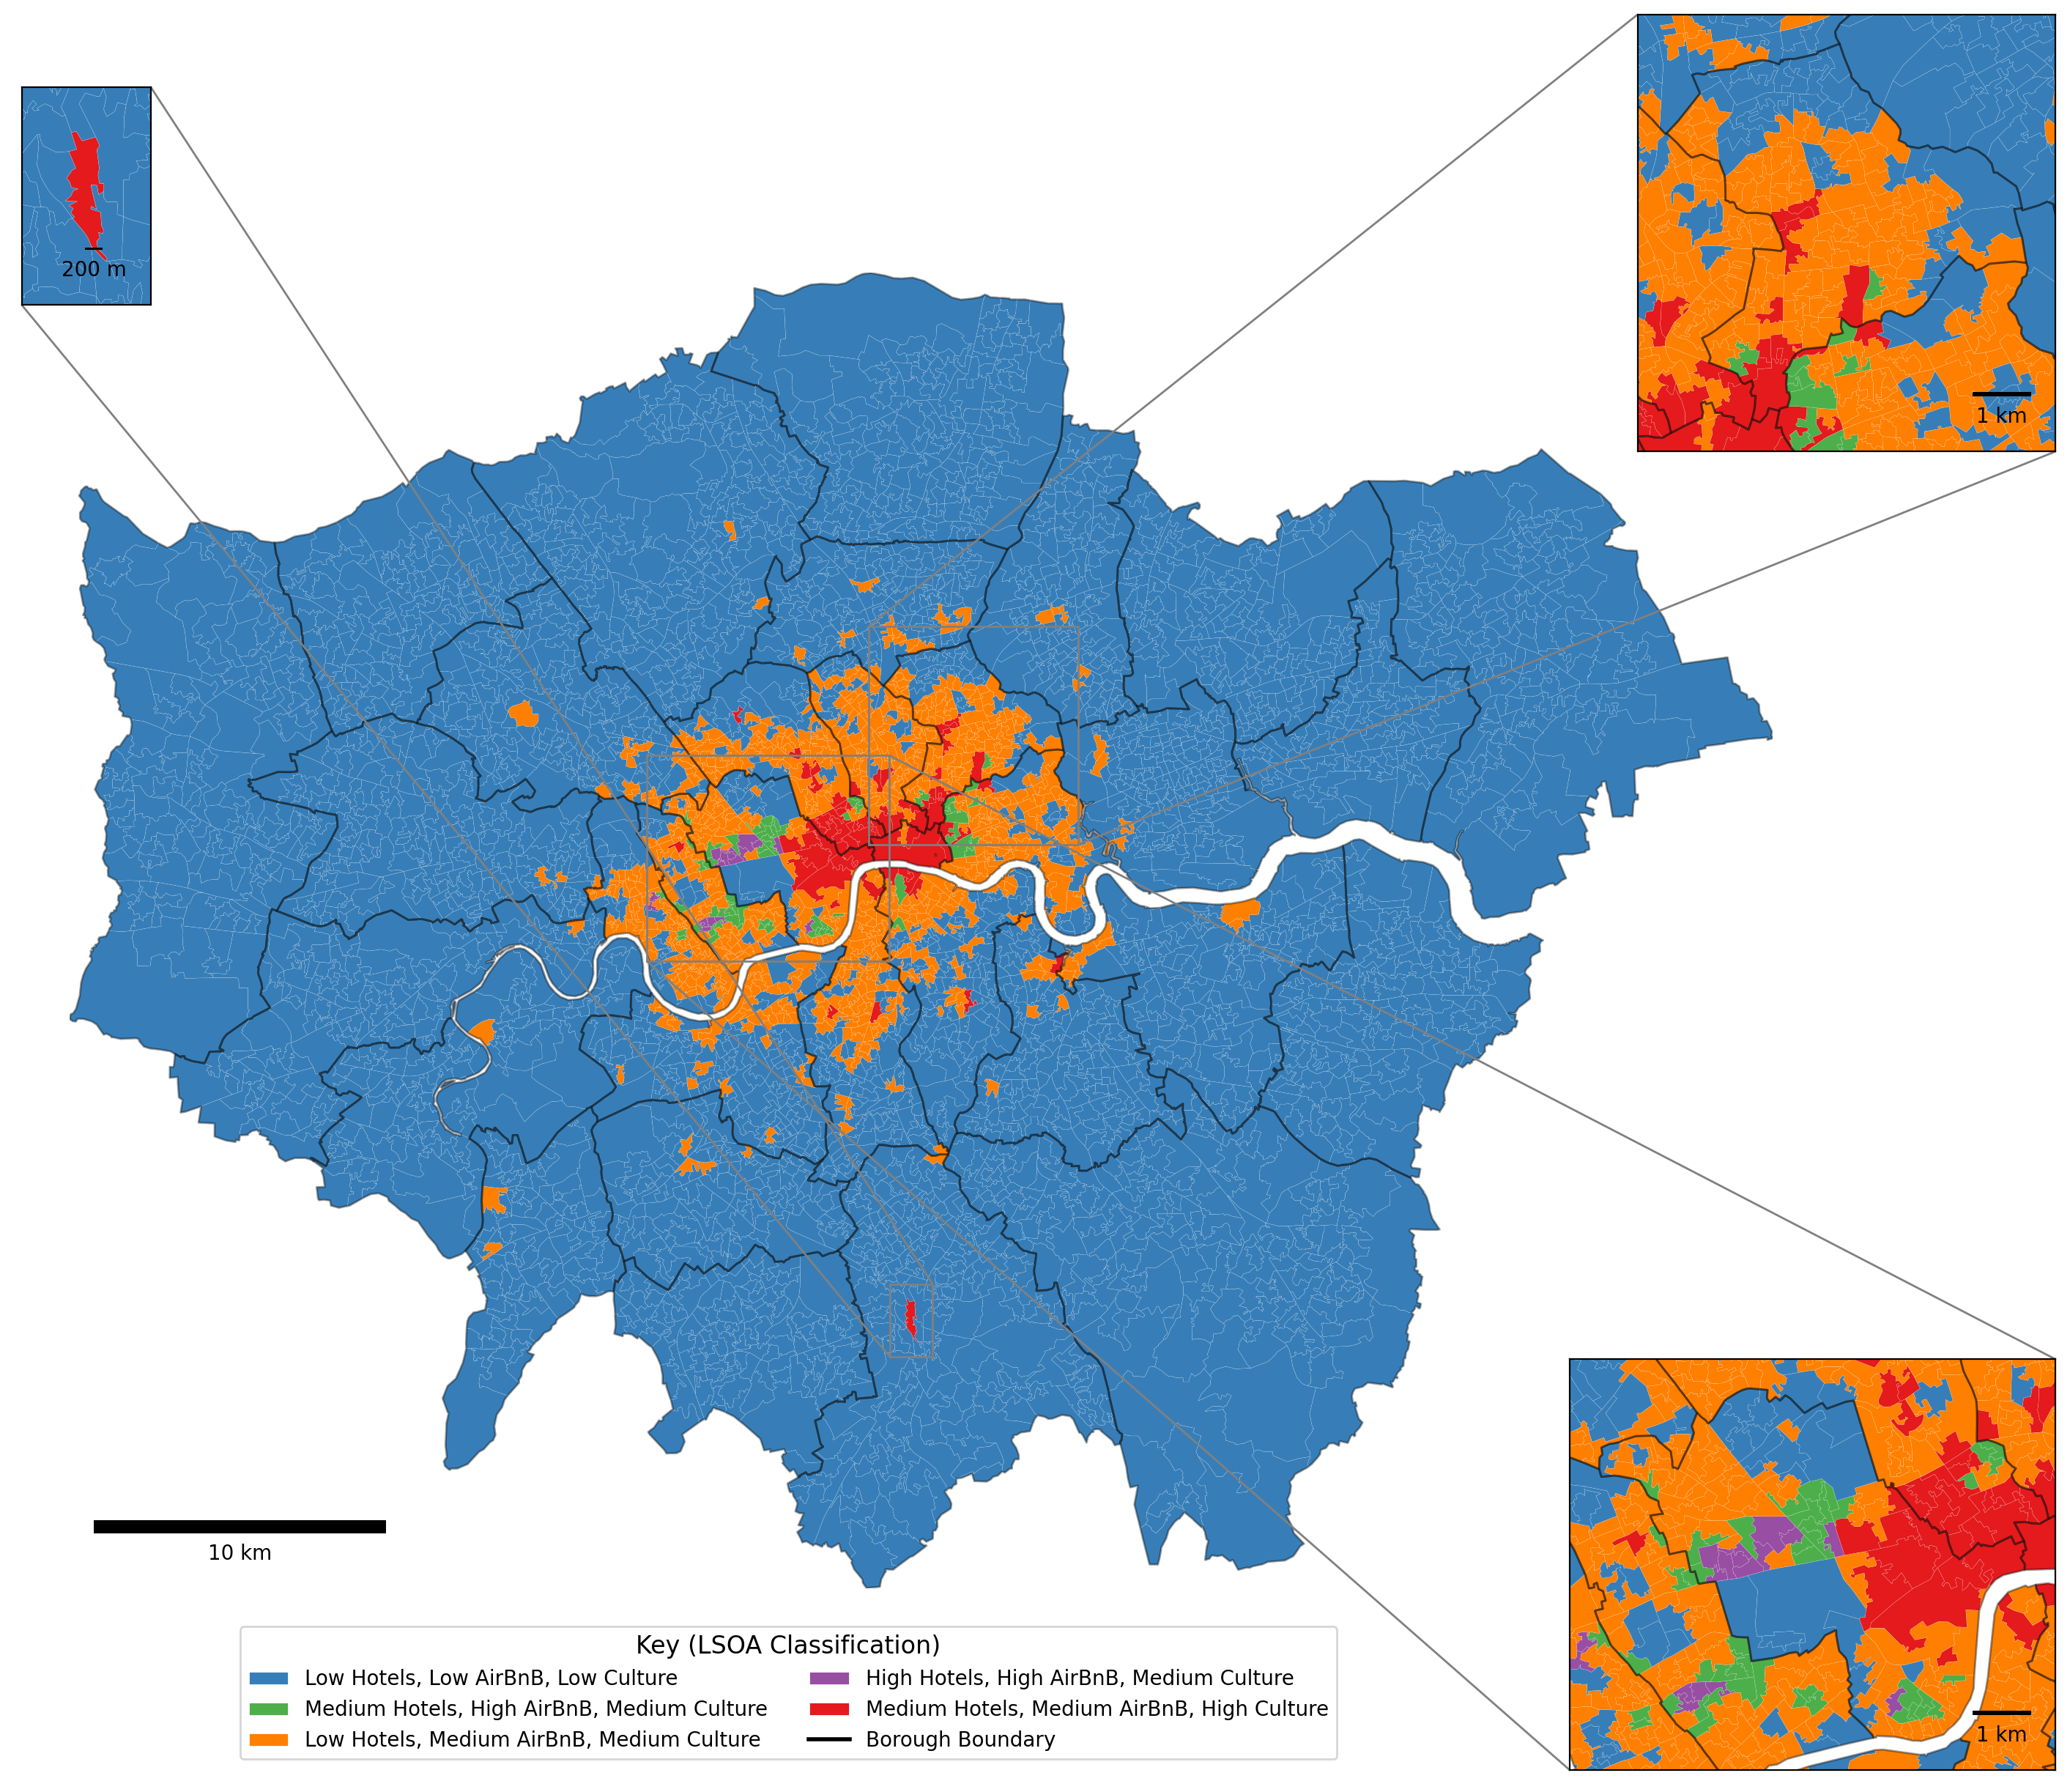 200 m
1 km
10 km
1 km
Key (LSOA Classification)
Low Hotels, Low AirBnB, Low Culture
Medium Hotels, High AirBnB, Medium Culture
Low Hotels, Medium AirBnB, Medium Culture
High Hotels, High AirBnB, Medium Culture
Medium Hotels, Medium AirBnB, High Culture
Borough Boundary